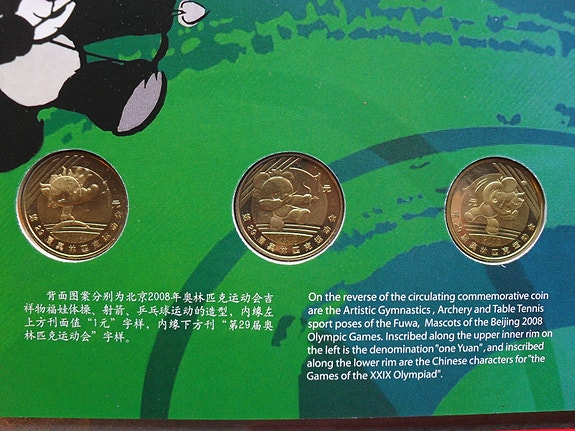 背面图案分别为北京2008年奥林匹克运动会吉
祥物福娃体操、射箭、乒乓球运动的造型，内缘左
上方刊面值“1元”字样，内缘下方刊“第29届奥
林匹克运动会”字样。
On the reverse of the circulating commemorative coin
are the Artistic Gymnastics , Archery and Table Tennis
sport poses of the Fuwa, Mascots of the Beijing 2008
Olympic Games. Inscribed along the upper inner rim on
the left is the denomination "one Yuan", and inscribed
along the lower rim are the Chinese characters for "the
Games of the XXIX Olympiad".